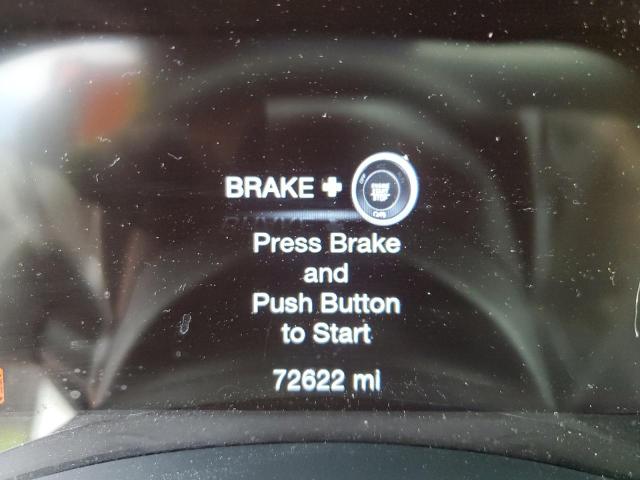 BRAKE +
Press Brake
and
Push Button
to Start
72622 mi